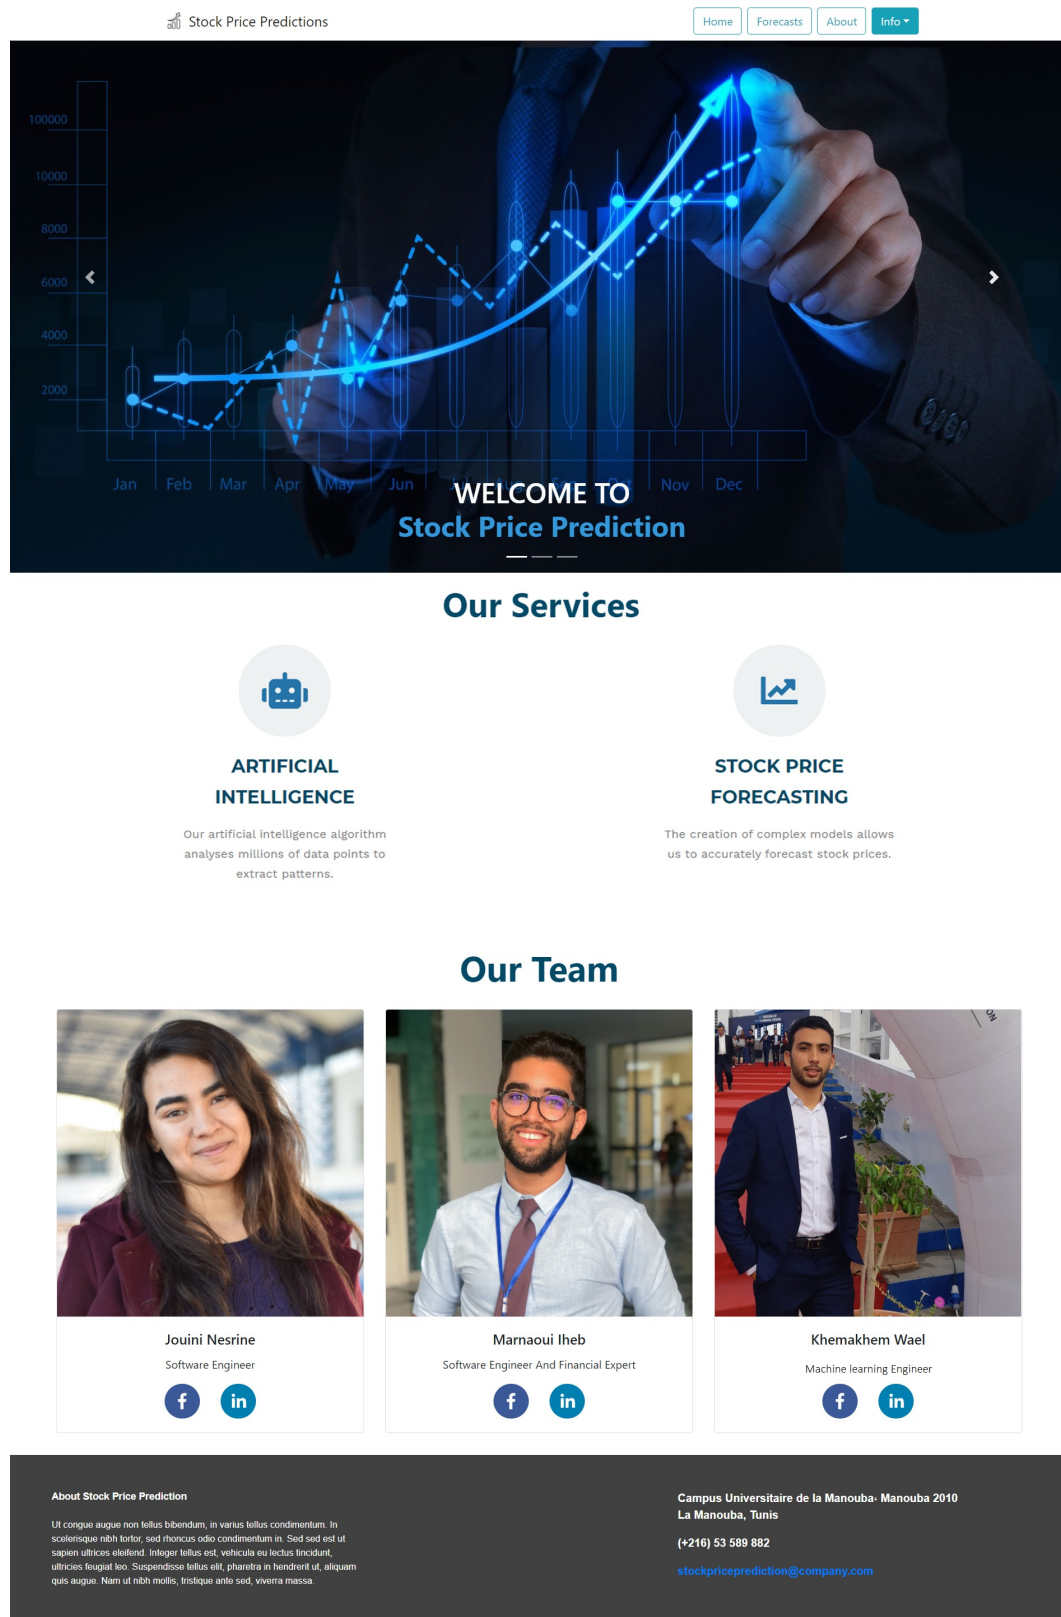 Stock Price Predictions
Home
Forecasts
About
Info
100000
10000
8000
6000
4000
2000
Jan
Feb
Mar
Apr
May
Jun
Nov
Dec
WELCOME TO
Stock Price Prediction
Our Services
ARTIFICIAL
INTELLIGENCE
Our artificial intelligence algorithm
analyses millions of data points to
extract patterns.
STOCK PRICE
FORECASTING
The creation of complex models allows
us to accurately forecast stock prices.
Our Team
ON
Jouini Nesrine
Software Engineer
f
in
Marnaoui Iheb
Software Engineer And Financial Expert
f
in
Khemakhem Wael
Machine learning Engineer
f
in
About Stock Price Prediction
Ut congue augue non tellus bibendum, in varius tellus condimentum. In
scelerisque nibh tortor, sed rhoncus odio condimentum in. Sed sed est ut
sapien ultrices eleifend. Integer tellus est, vehicula eu lectus tincidunt,
ultricies feugiat leo. Suspendisse tellus elit, pharetra in hendrerit ut, aliquam
quis augue. Nam ut nibh mollis, tristique ante sed, viverra massa.
Campus Universitaire de la Manouba، Manouba 2010
La Manouba, Tunis
(+216) 53 589 882
stockpriceprediction@company.com